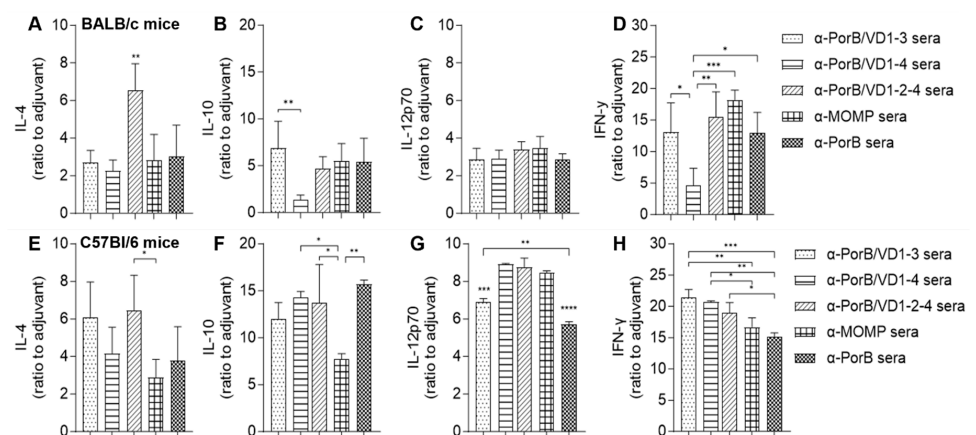 A BALB/c mice
IL-4
(ratio to adjuvant)
10
8
6
4
2
0
**
B
IL-10
(ratio to adjuvant)
20
15
10
5
0
**
C
IL-12p70
(ratio to adjuvant)
10
8
6
4
2
0
D
IFN-γ
(ratio to adjuvant)
30
25
20
15
10
5
0
*
***
*
**
α-PorB/VD1-3 sera
α-PorB/VD1-4 sera
α-PorB/VD1-2-4 sera
α-MOMP sera
α-PorB sera
E C57Bl/6 mice
IL-4
(ratio to adjuvant)
10
8
6
4
2
0
*
F
IL-10
(ratio to adjuvant)
20
15
10
5
0
*
*
**
G
IL-12p70
(ratio to adjuvant)
10
8
6
4
2
0
**
***
****
H
IFN-γ
(ratio to adjuvant)
30
25
20
15
10
5
0
***
**
**
*
*
α-PorB/VD1-3 sera
α-PorB/VD1-4 sera
α-PorB/VD1-2-4 sera
α-MOMP sera
α-PorB sera